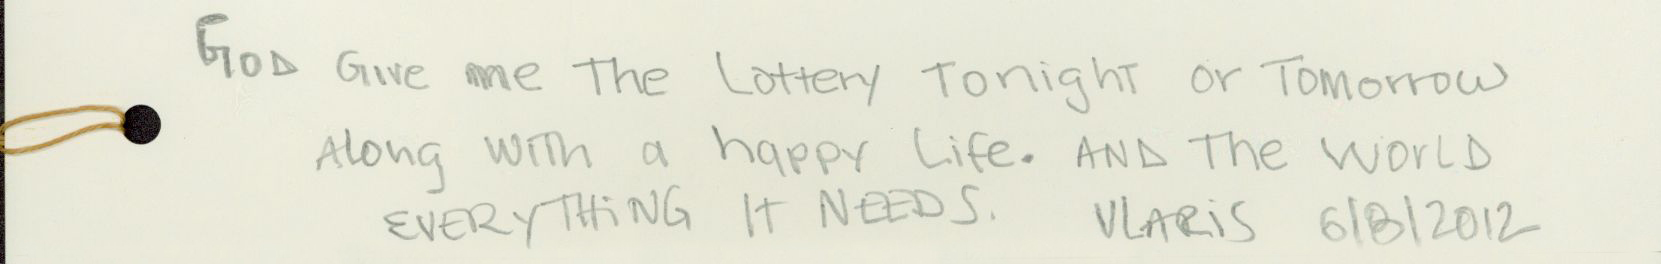 GOD Give me The Lottery Tonight or Tomorrow
Along with a happy Life. AND The WORLD
EVERYTHiNG IT NEEDS. VLARiS 6/8/2012